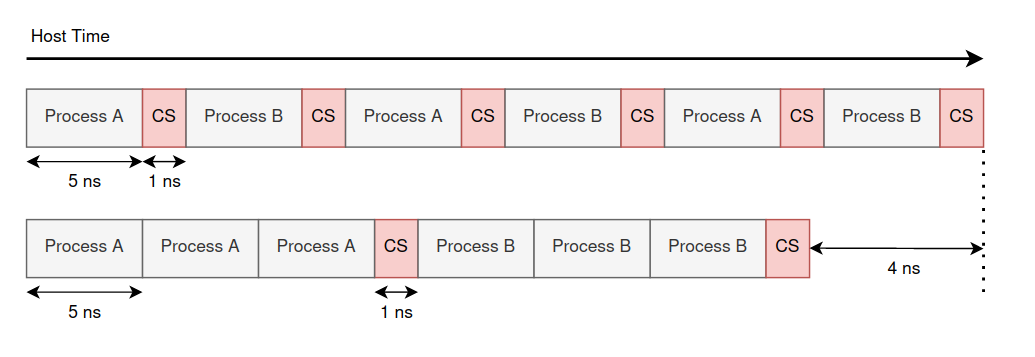 Host Time
Process A CS Process B CS Process A CS Process B CS Process A CS Process B CS
5 ns 1 ns
Process A Process A Process A CS Process B Process B Process B CS
4 ns
5 ns 1 ns